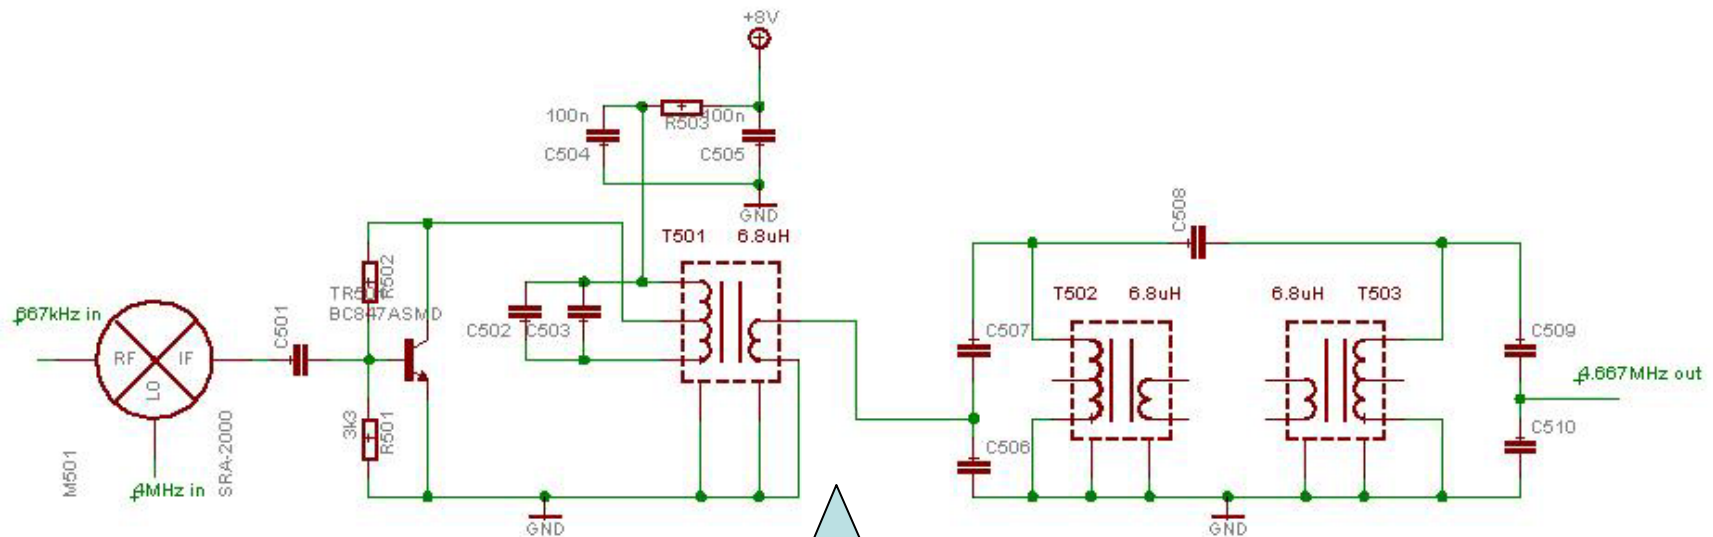 +8V
100n
R503
100n
C504
C505
GND
C508
T501 6.8uH
R502
BC847ASMD
667kHz in
C501
C502
C503
T502 6.8uH
6.8uH T503
C507
C509
RF
IF
LO
4.667MHz out
3k3
R501
SRA-2000
M501
4MHz in
C506
C510
GND
GND